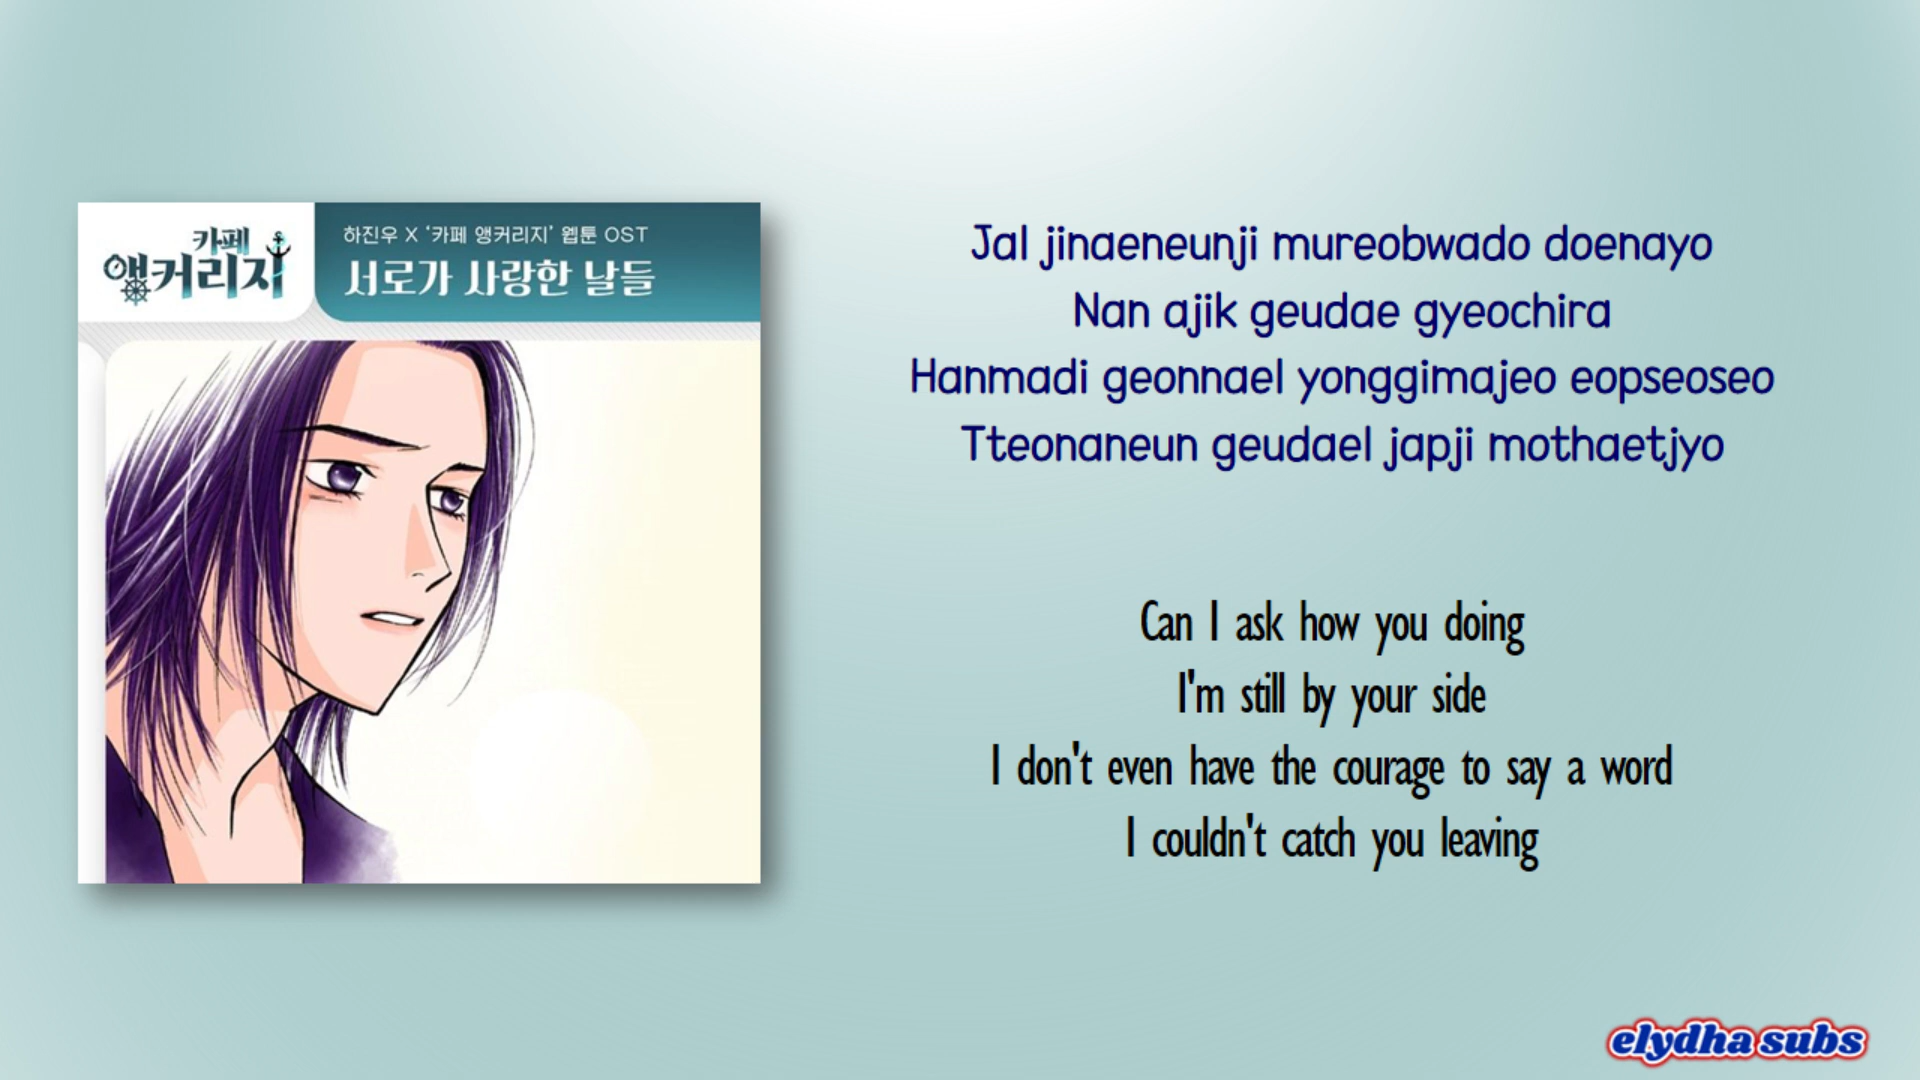 카페
앵커리지
하진우 X ‘카페 앵커리지’ 웹툰 OST
서로가 사랑한 날들
Jal jinaeneunji mureobwado doenayo
Nan ajik geudae gyeochira
Hanmadi geonnael yonggimajeo eopseoseo
Tteonaneun geudael japji mothaetjyo
Can I ask how you doing
I'm still by your side
I don't even have the courage to say a word
I couldn't catch you leaving
elydha subs